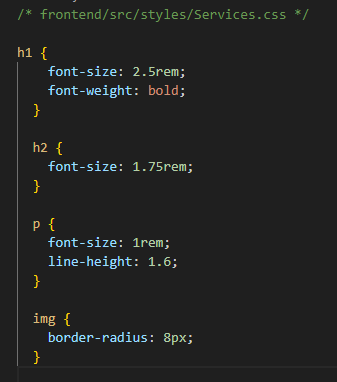 /* frontend/src/styles/Services.css */
h1 {
font-size: 2.5rem;
font-weight: bold;
}
h2 {
font-size: 1.75rem;
}
p {
font-size: 1rem;
line-height: 1.6;
}
img {
border-radius: 8px;
}